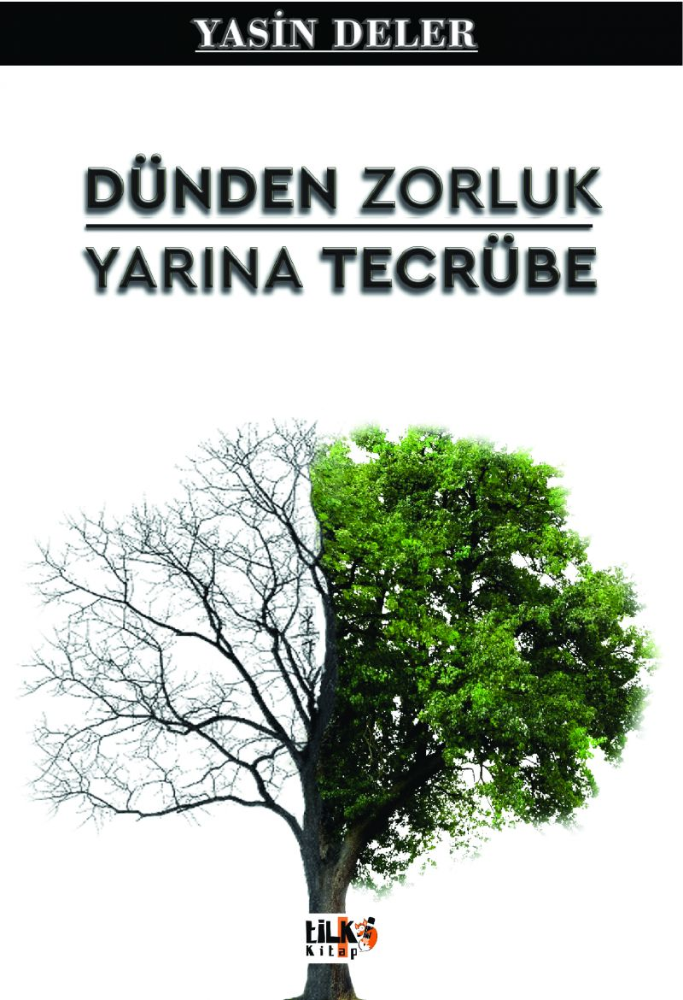 YASİN DELER
DÜNDEN ZORLUK
YARINA TECRÜBE
tiLKi
Kitap